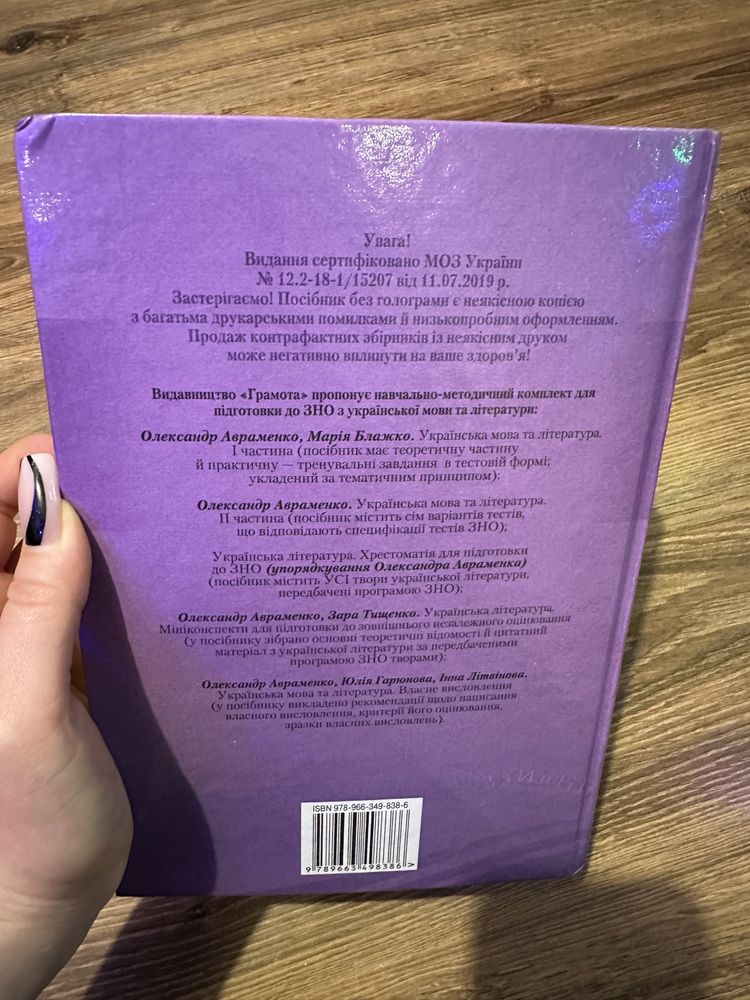 Увага!
Видання сертифіковано МОЗ України
№ 12.2-18-1/15207 від 11.07.2019 р.
Застерігаємо! Посібник без голограми є неякісною копією
з багатьма друкарськими помилками й низькопробним оформленням.
Продаж контрафактних збірників із неякісним друком
може негативно вплинути на ваше здоров'я!
Видавництво «Грамота» пропонує навчально-методичний комплект для
підготовки до ЗНО з української мови та літератури:
Олександр Авраменко, Марія Блажко. Українська мова та література.
І частина (посібник має теоретичну частину
й практичну — тренувальні завдання в тестовій формі;
укладений за тематичним принципом);
Олександр Авраменко. Українська мова та література.
ІІ частина (посібник містить сім варіантів тестів,
що відповідають специфікації тестів ЗНО);
Українська література. Хрестоматія для підготовки
до ЗНО (упорядкування Олександра Авраменка)
(посібник містить УСІ твори української літератури,
передбачені програмою ЗНО);
Олександр Авраменко, Зара Тищенко. Українська література.
Мініконспекти для підготовки до зовнішнього незалежного оцінювання
(у посібнику зібрано основні теоретичні відомості й цитатний
матеріал з української літератури за передбаченими
програмою ЗНО творами);
Олександр Авраменко, Юлія Гарюнова, Інна Літвінова.
Українська мова та література. Власне висловлення
(у посібнику викладено рекомендації щодо написання
власного висловлення, критерії його оцінювання,
зразки власних висловлень).
ISBN 978-966-349-838-6
9 789663 498386 >